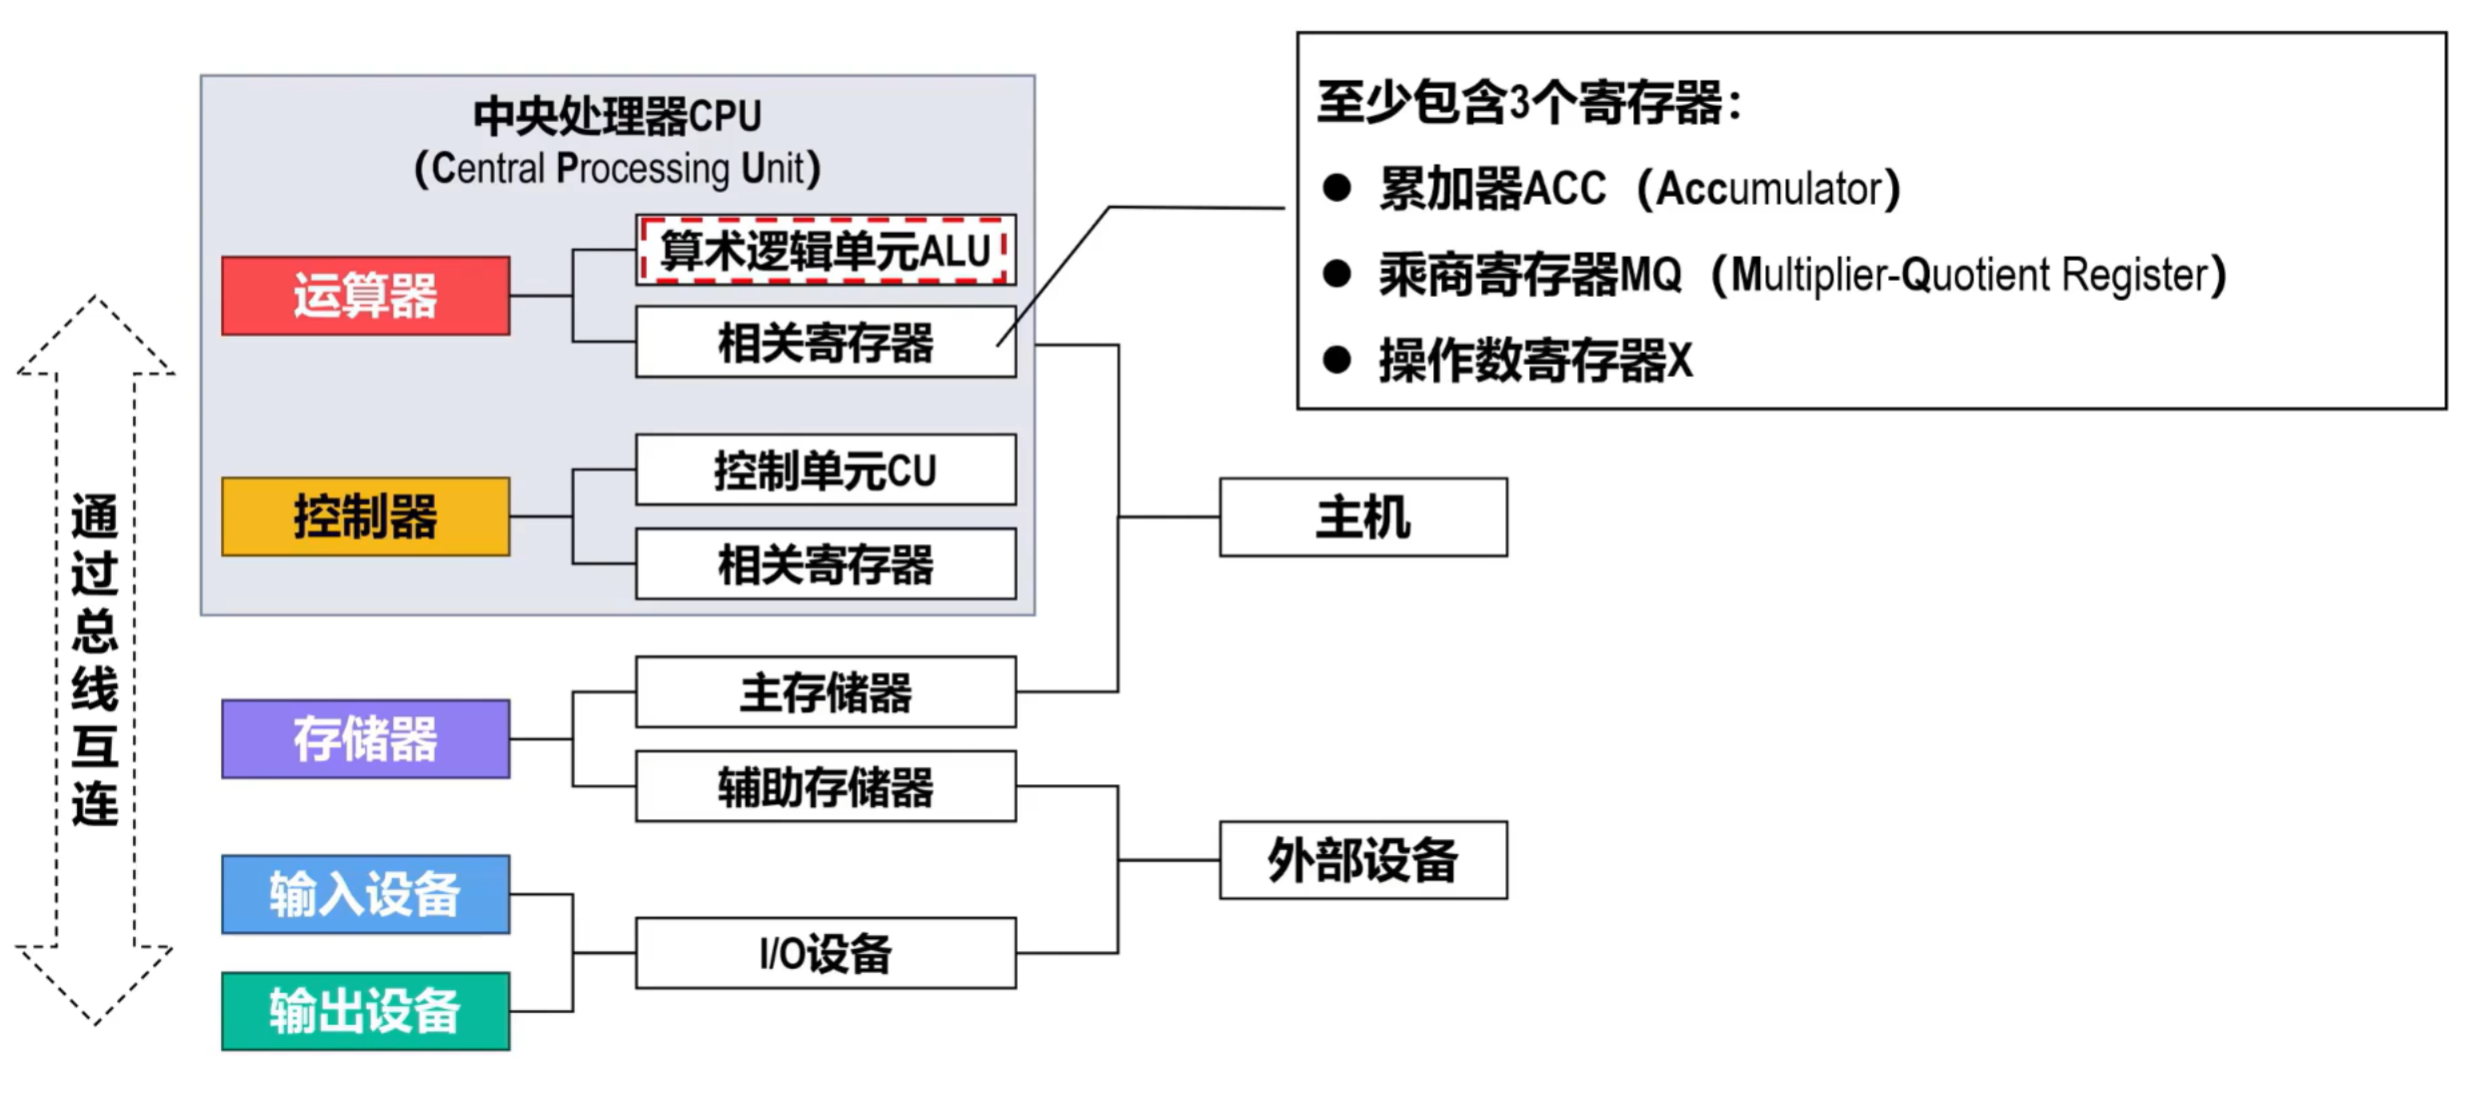 中央处理器CPU
（Central Processing Unit）
运算器
算术逻辑单元ALU
相关寄存器
控制器
控制单元CU
相关寄存器
存储器
主存储器
辅助存储器
输入设备
输出设备
I/O设备
通过总线互连
主机
外部设备
至少包含3个寄存器：
● 累加器ACC（Accumulator）
● 乘商寄存器MQ（Multiplier-Quotient Register）
● 操作数寄存器X